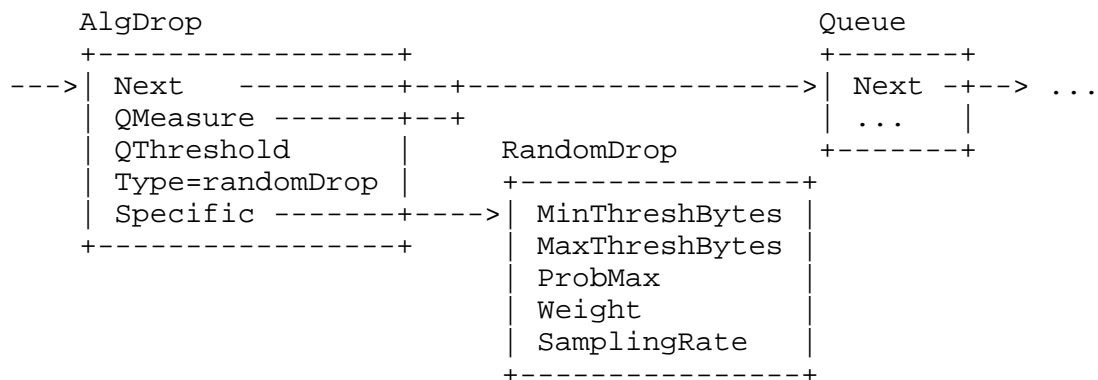 AlgDrop                                           Queue
     +-----------------+                               +-------+
--->| Next   ---------+--+------------------->| Next -+--> ...
     | QMeasure -------+--+                              | ...   |
     | QThreshold      |     RandomDrop        +-------+
     | Type=randomDrop |     +----------------+
     | Specific -------+---->| MinThreshBytes |
     +-----------------+     | MaxThreshBytes |
                             | ProbMax        |
                             | Weight         |
                             | SamplingRate   |
                             +----------------+